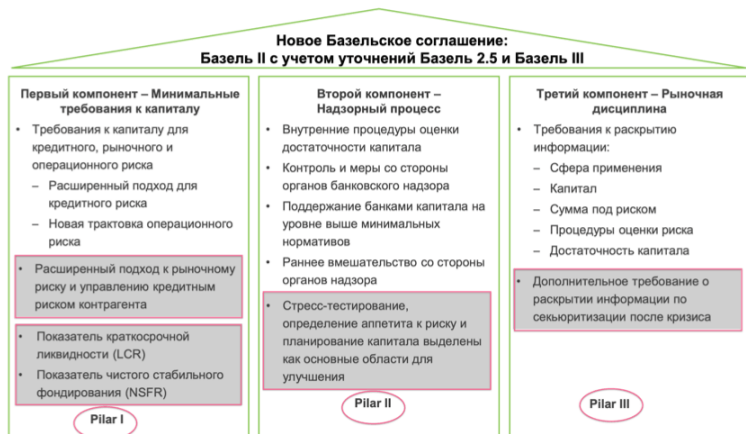 Новое Базельское соглашение:
Базель II с учетом уточнений Базель 2.5 и Базель III
Первый компонент – Минимальные
требования к капиталу
• Требования к капиталу для
кредитного, рыночного и
операционного риска
– Расширенный подход для
кредитного риска
– Новая трактовка операционного
риска
• Расширенный подход к рыночному
риску и управлению кредитным
риском контрагента
• Показатель краткосрочной
ликвидности (LCR)
• Показатель чистого стабильного
фондирования (NSFR)
Pilar I
Второй компонент –
Надзорный процесс
• Внутренние процедуры оценки
достаточности капитала
• Контроль и меры со стороны
органов банковского надзора
• Поддержание банками капитала на
уровне выше минимальных
нормативов
• Раннее вмешательство со стороны
органов надзора
• Стресс-тестирование,
определение аппетита к риску и
планирование капитала выделены
как основные области для
улучшения
Pilar II
Третий компонент – Рыночная
дисциплина
• Требования к раскрытию
информации:
– Сфера применения
– Капитал
– Сумма под риском
– Процедуры оценки риска
– Достаточность капитала
• Дополнительное требование о
раскрытии информации по
секьюритизации после кризиса
Pilar III